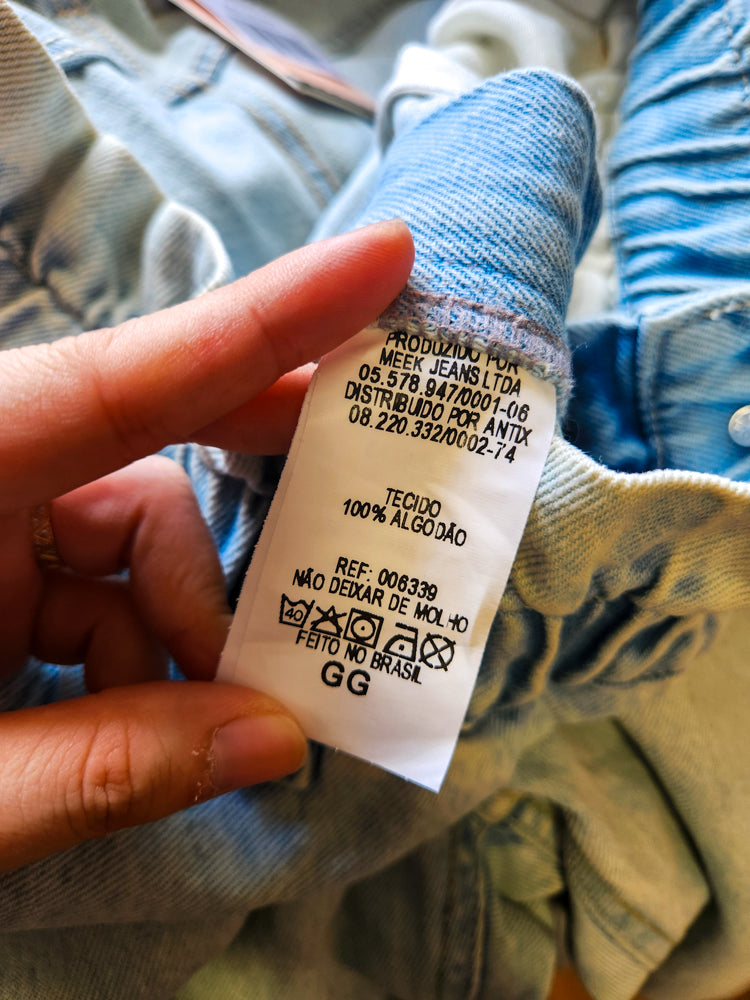 PRODUZIDO POR
MEEK JEANS LTDA
05.578.947/0001-06
DISTRIBUIDO POR ANTIX
08.220.332/0002-74
TECIDO
100% ALGODÃO
REF: 006339
NÃO DEIXAR DE MOLHO
40
FEITO NO BRASIL
GG